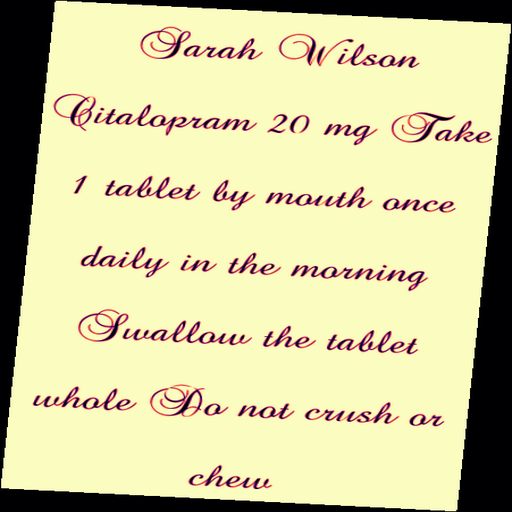 Sarah Wilson
Citalopram 20 mg Take
1 tablet by mouth once
daily in the morning
Swallow the tablet
whole Do not crush or
chew